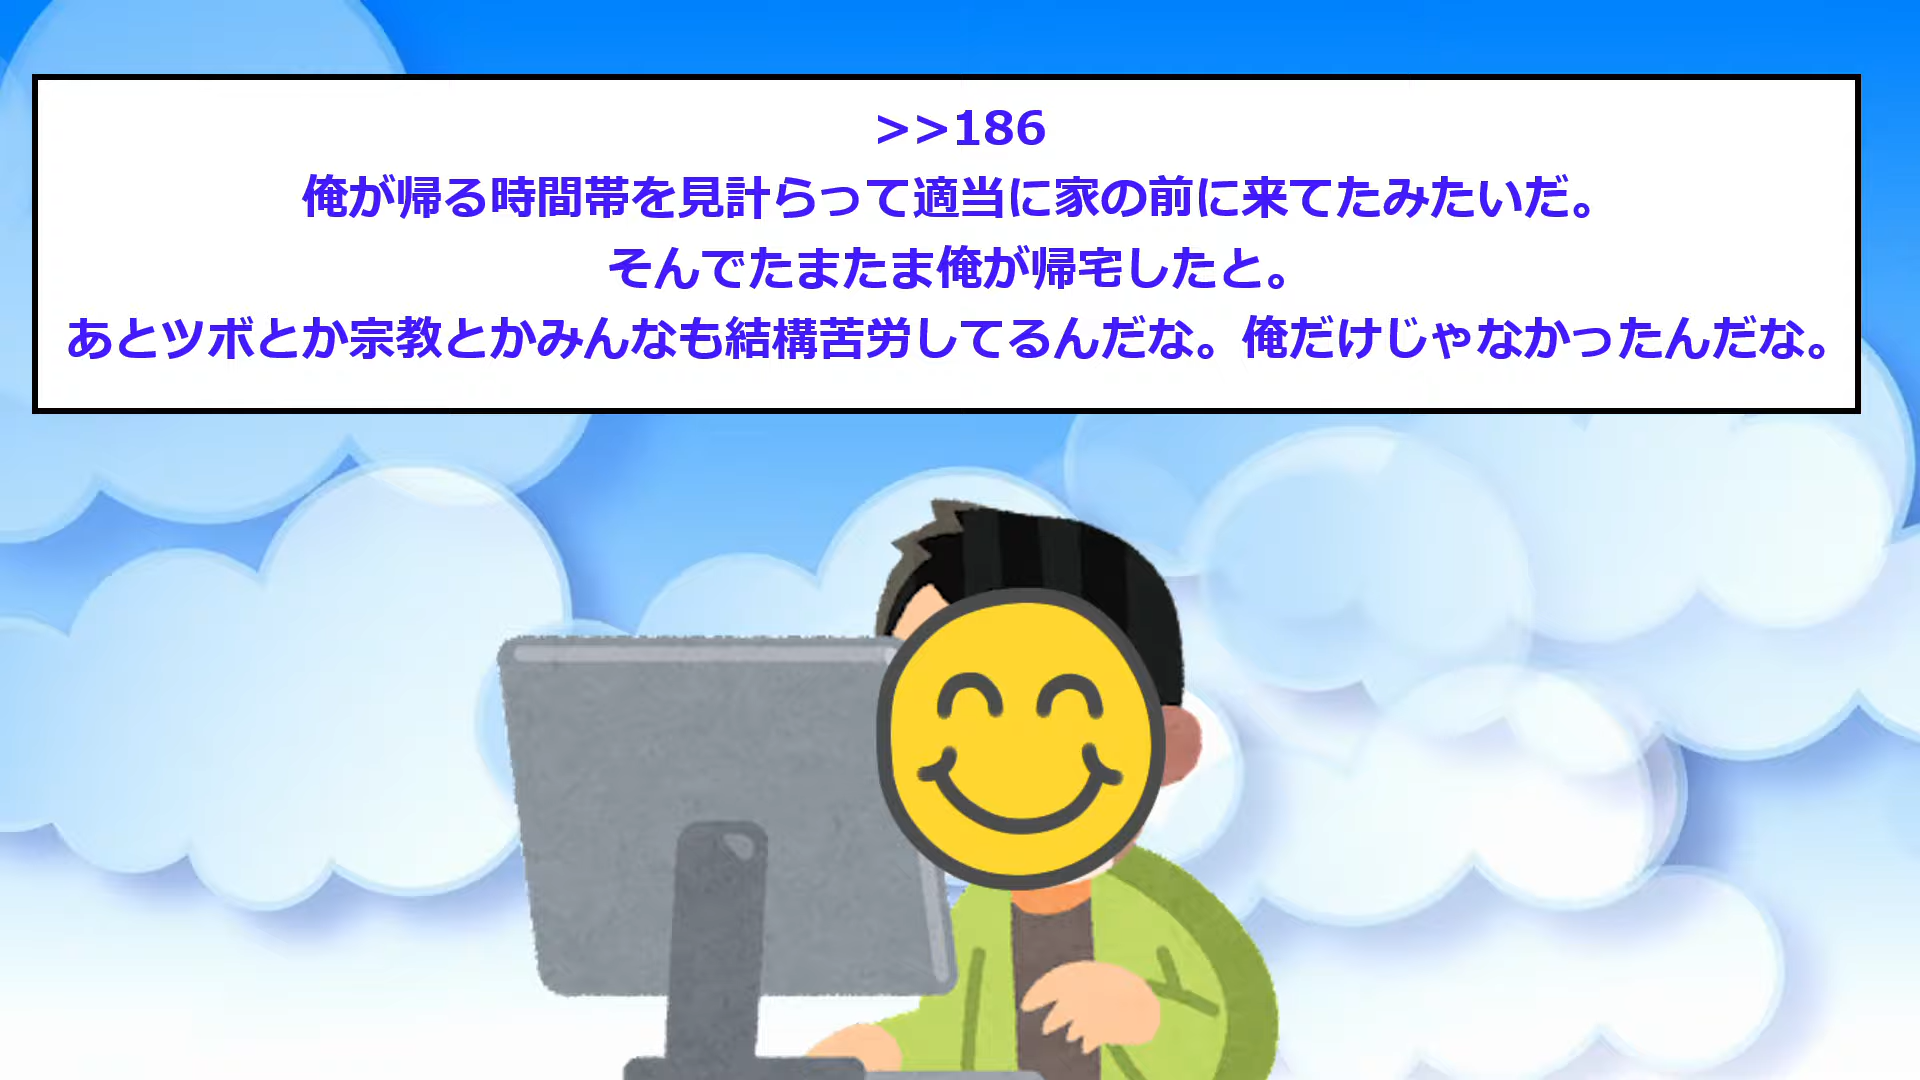 >>186
俺が帰る時間帯を見計らって適当に家の前に来てたみたいだ。
そんでたまたま俺が帰宅したと。
あとツボとか宗教とかみんなも結構苦労してるんだな。俺だけじゃなかったんだな。